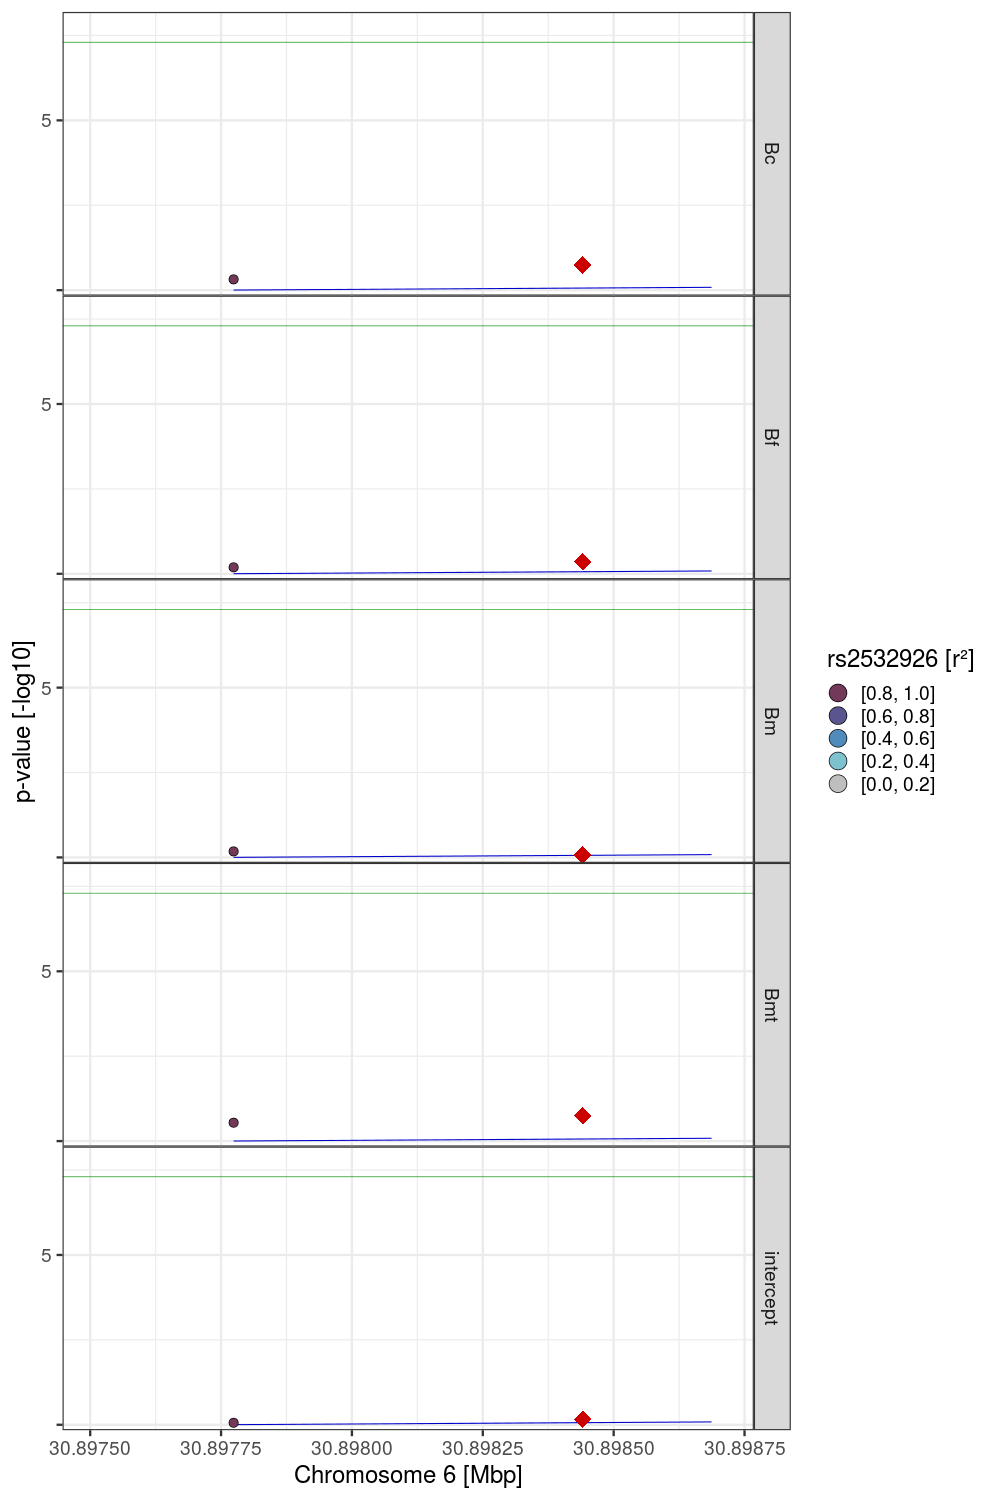 5
Bc
5
Bf
5
Bm
5
Bmt
5
intercept
p-value [-log10]
30.89750 30.89775 30.89800 30.89825 30.89850 30.89875
Chromosome 6 [Mbp]
rs2532926 [r²]
[0.8, 1.0]
[0.6, 0.8]
[0.4, 0.6]
[0.2, 0.4]
[0.0, 0.2]